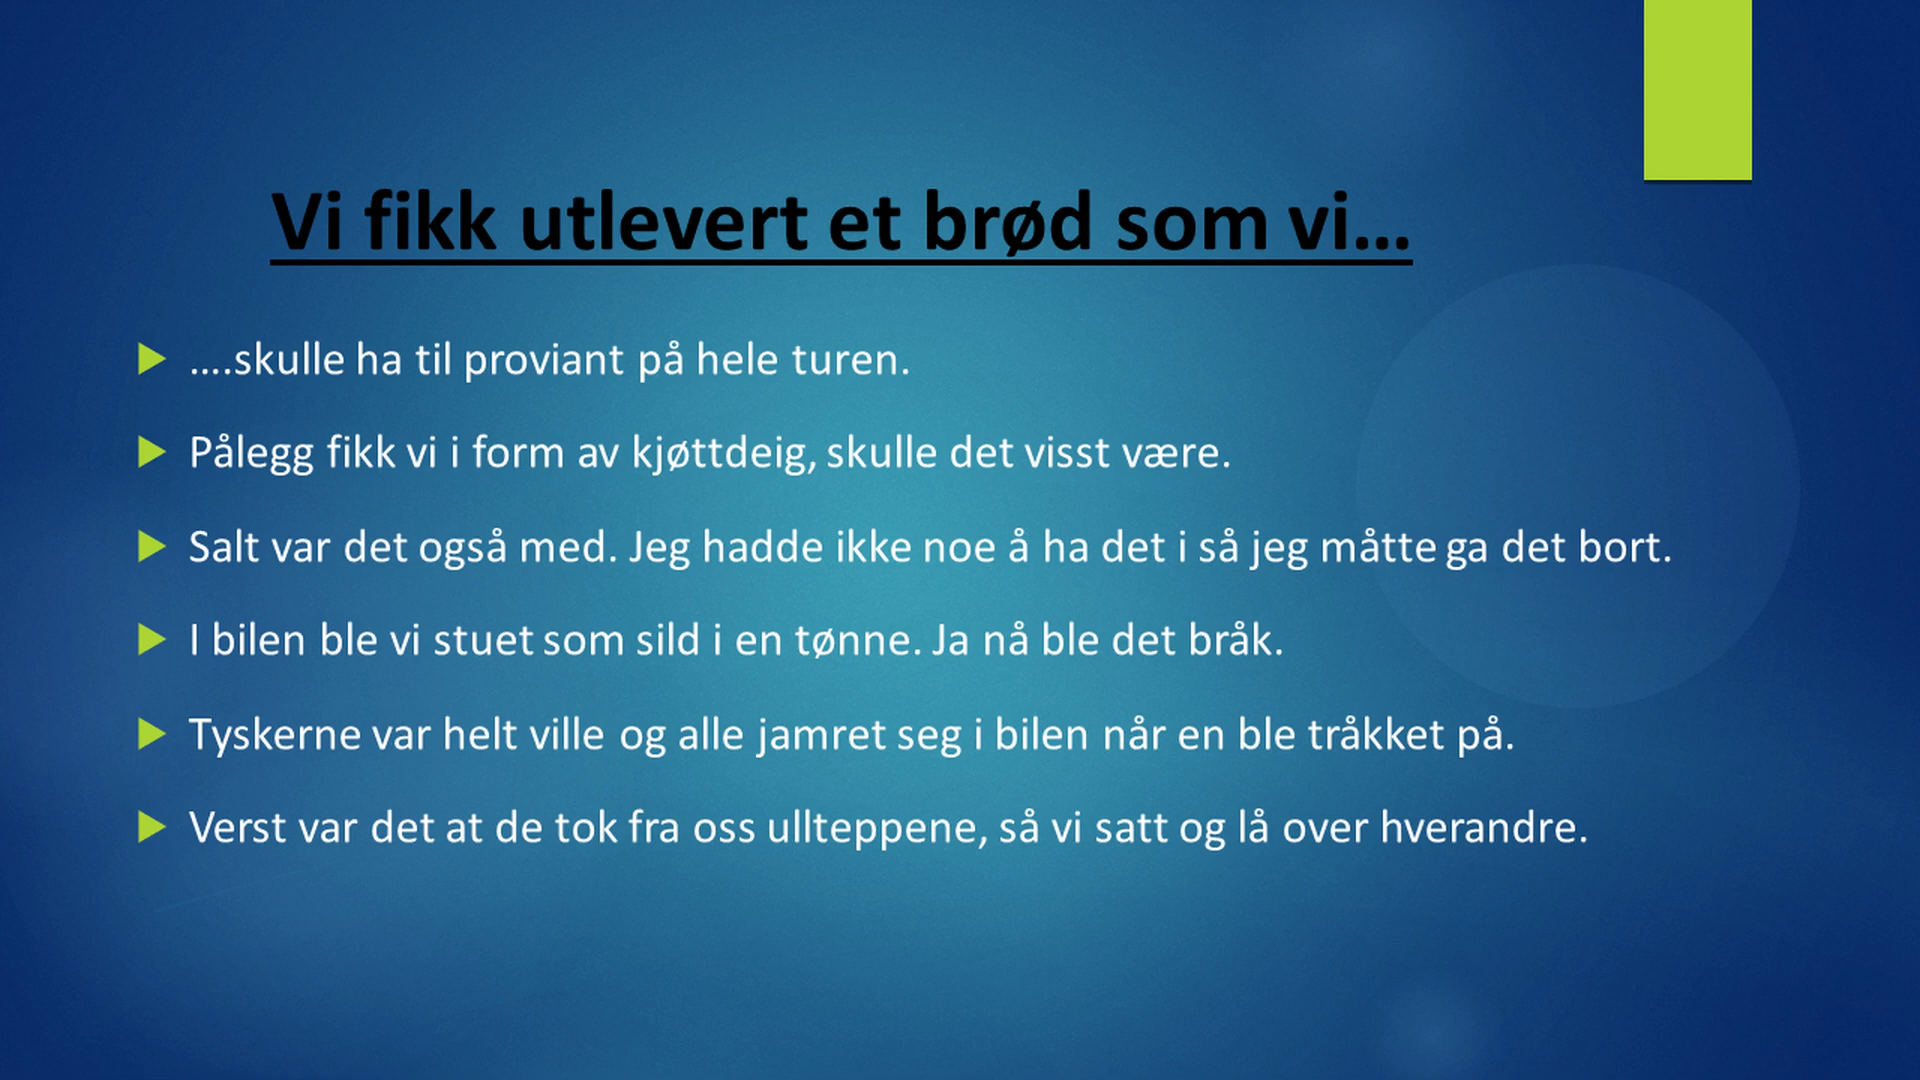 Vi fikk utlevert et brød som vi...
....skulle ha til proviant på hele turen.
Pålegg fikk vi i form av kjøttdeig, skulle det visst være.
Salt var det også med. Jeg hadde ikke noe å ha det i så jeg måtte ga det bort.
I bilen ble vi stuet som sild i en tønne. Ja nå ble det bråk.
Tyskerne var helt ville og alle jamret seg i bilen når en ble tråkket på.
Verst var det at de tok fra oss ullteppene, så vi satt og lå over hverandre.